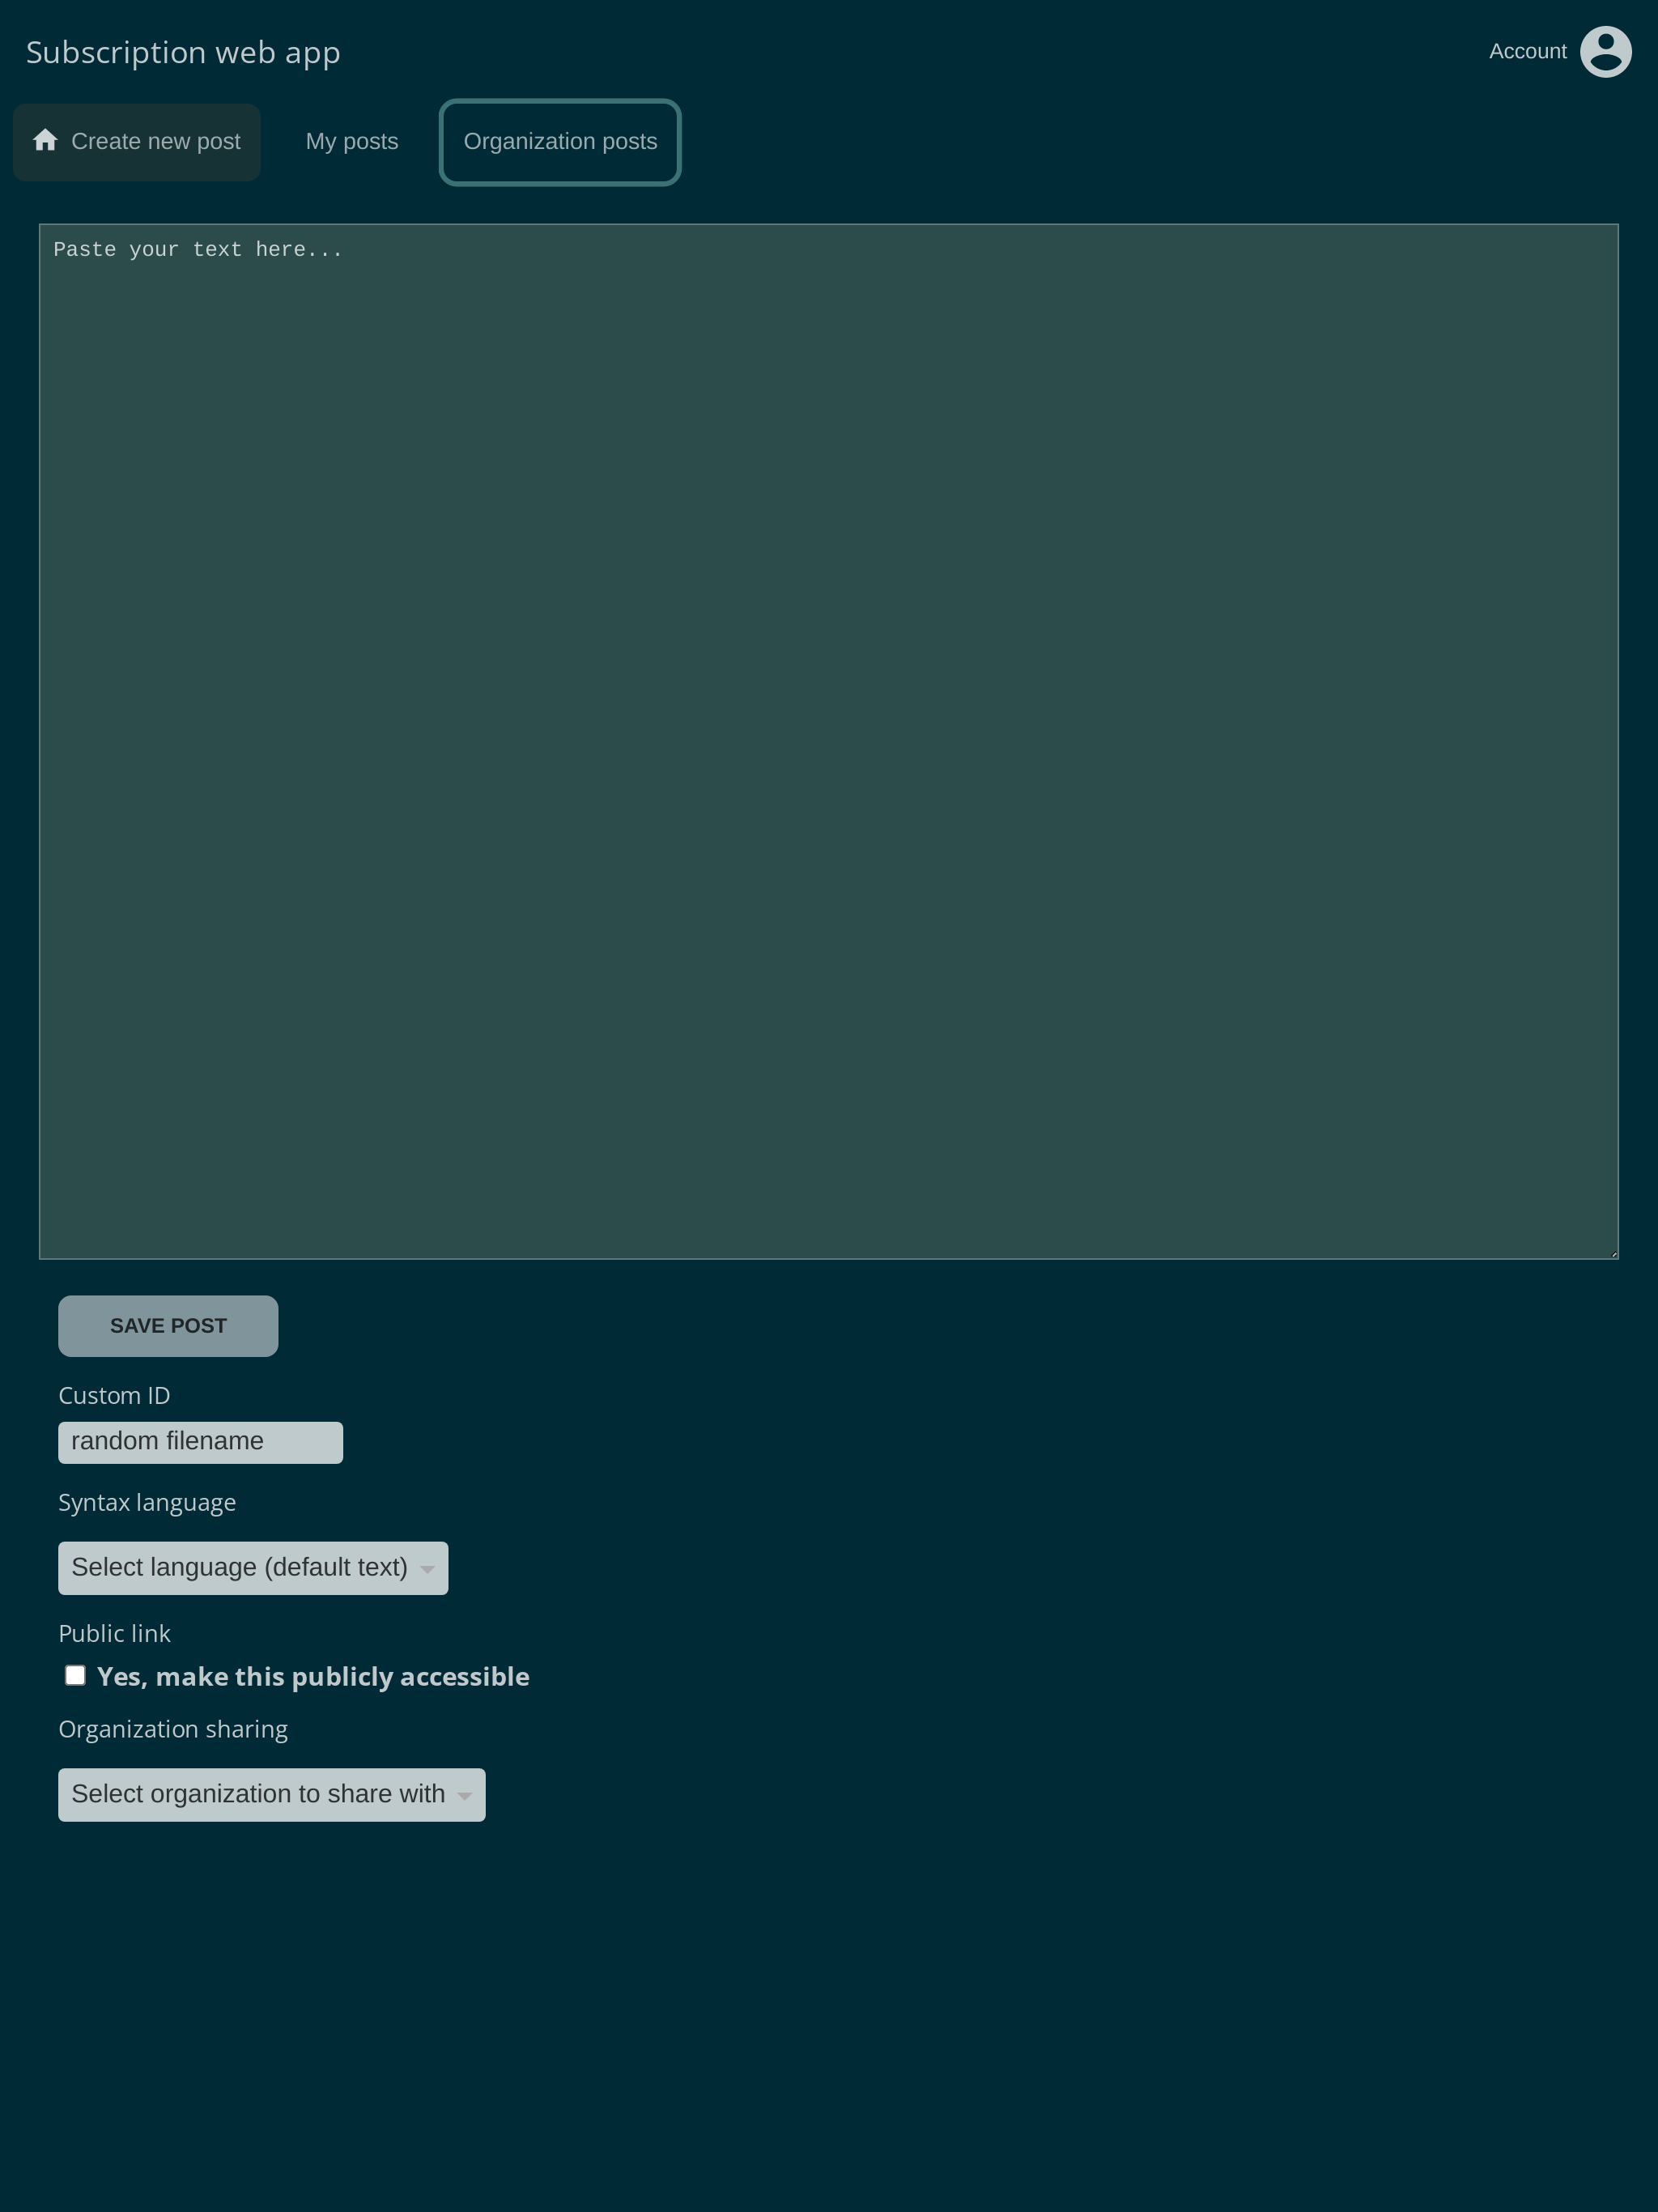 Subscription web app
Account
Create new post
My posts
Organization posts
Paste your text here...
SAVE POST
Custom ID
random filename
Syntax language
Select language (default text)
Public link
Yes, make this publicly accessible
Organization sharing
Select organization to share with